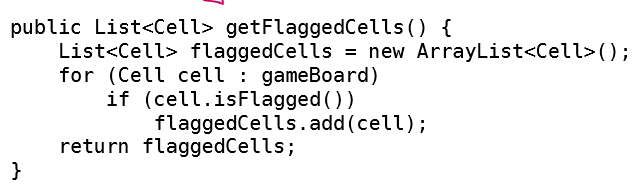 public List<Cell> getFlaggedCells() {
    List<Cell> flaggedCells = new ArrayList<Cell>();
    for (Cell cell : gameBoard)
        if (cell.isFlagged())
            flaggedCells.add(cell);
    return flaggedCells;
}